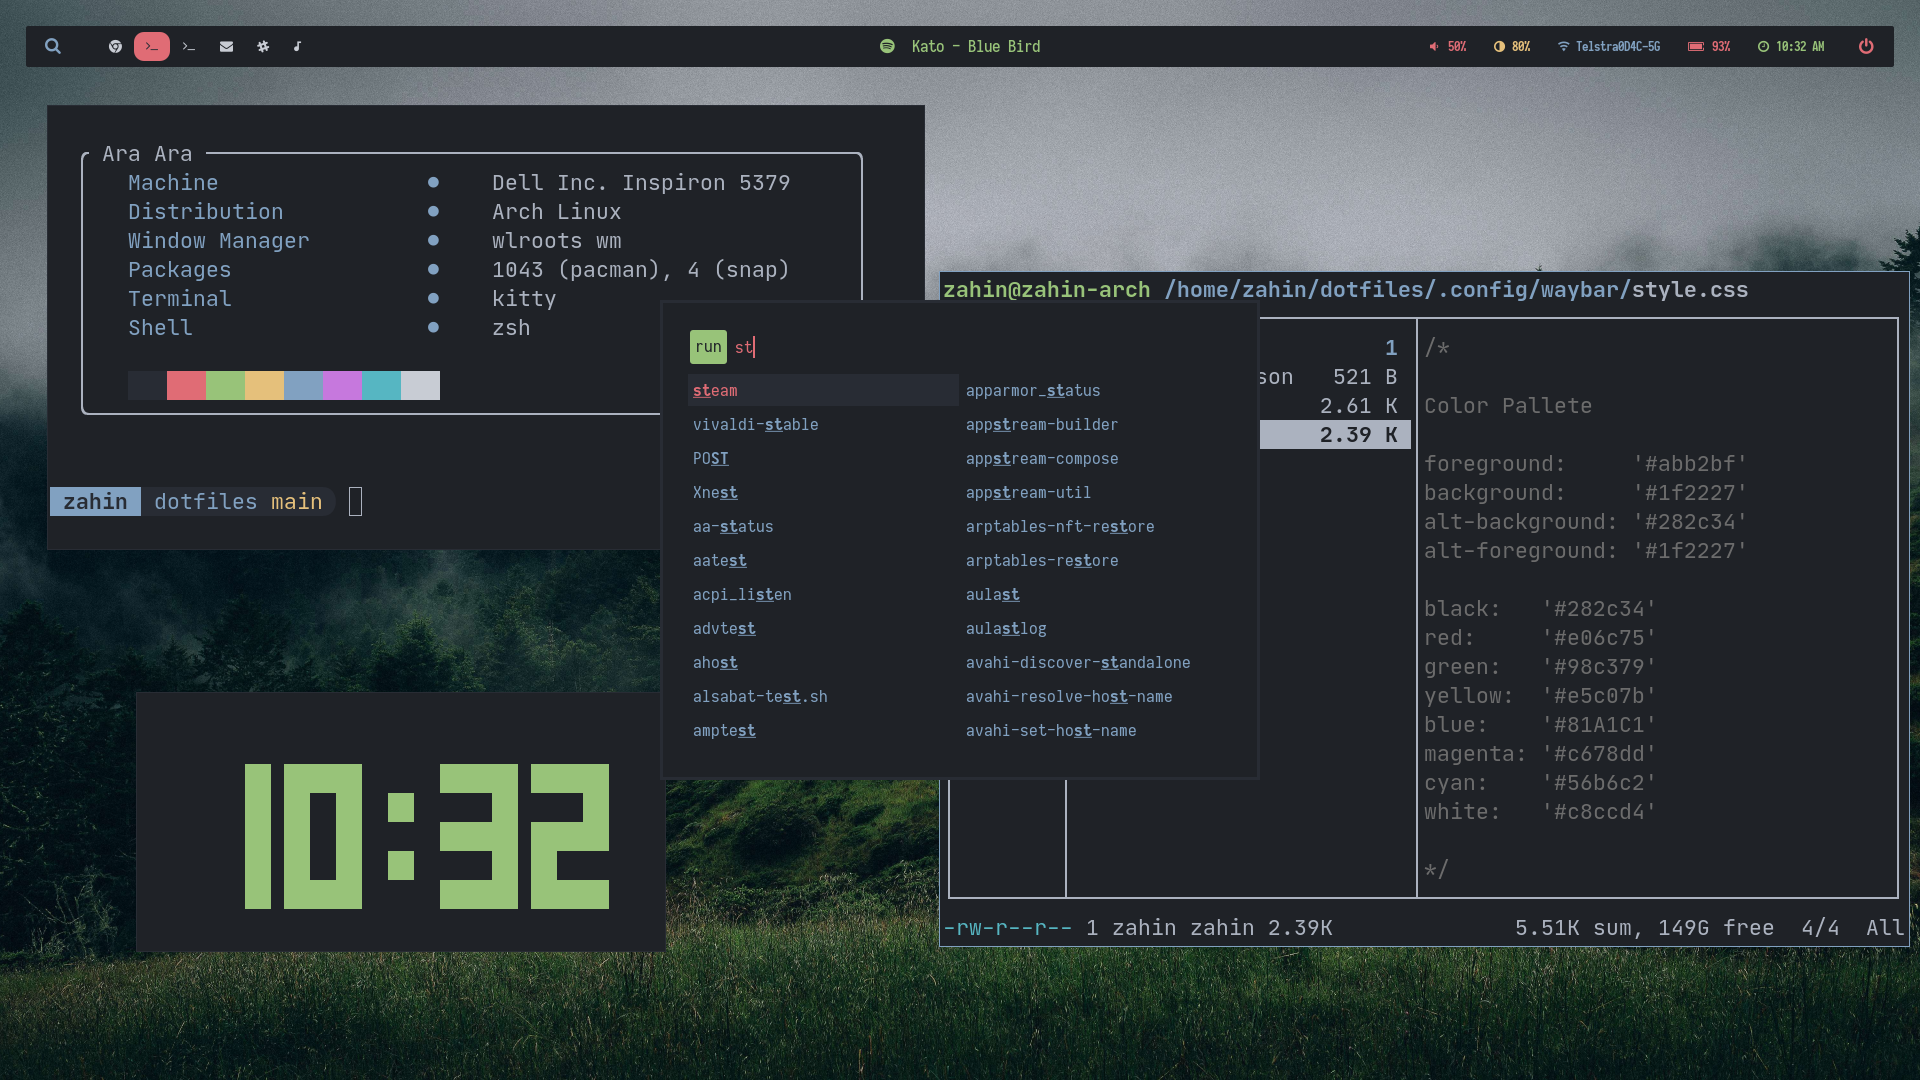 Kato - Blue Bird
50%
80%
Telstra0D4C-5G
93%
10:32 AM
Ara Ara
Machine ● Dell Inc. Inspiron 5379
Distribution ● Arch Linux
Window Manager ● wlroots wm
Packages ● 1043 (pacman), 4 (snap)
Terminal ● kitty
Shell ● zsh
zahin dotfiles main
10:32
run st
steam
vivaldi-stable
POST
Xnest
aa-status
aatest
acpi_listen
advtest
ahost
alsabat-test.sh
amptest
apparmor_status
appstream-builder
appstream-compose
appstream-util
arptables-nft-restore
arptables-restore
aulast
aulastlog
avahi-discover-standalone
avahi-resolve-host-name
avahi-set-host-name
zahin@zahin-arch /home/zahin/dotfiles/.config/waybar/style.css
1
son 521 B
2.61 K
2.39 K
/*
Color Pallete
foreground: '#abb2bf'
background: '#1f2227'
alt-background: '#282c34'
alt-foreground: '#1f2227'
black: '#282c34'
red: '#e06c75'
green: '#98c379'
yellow: '#e5c07b'
blue: '#81A1C1'
magenta: '#c678dd'
cyan: '#56b6c2'
white: '#c8ccd4'
*/
-rw-r--r-- 1 zahin zahin 2.39K 5.51K sum, 149G free 4/4 All